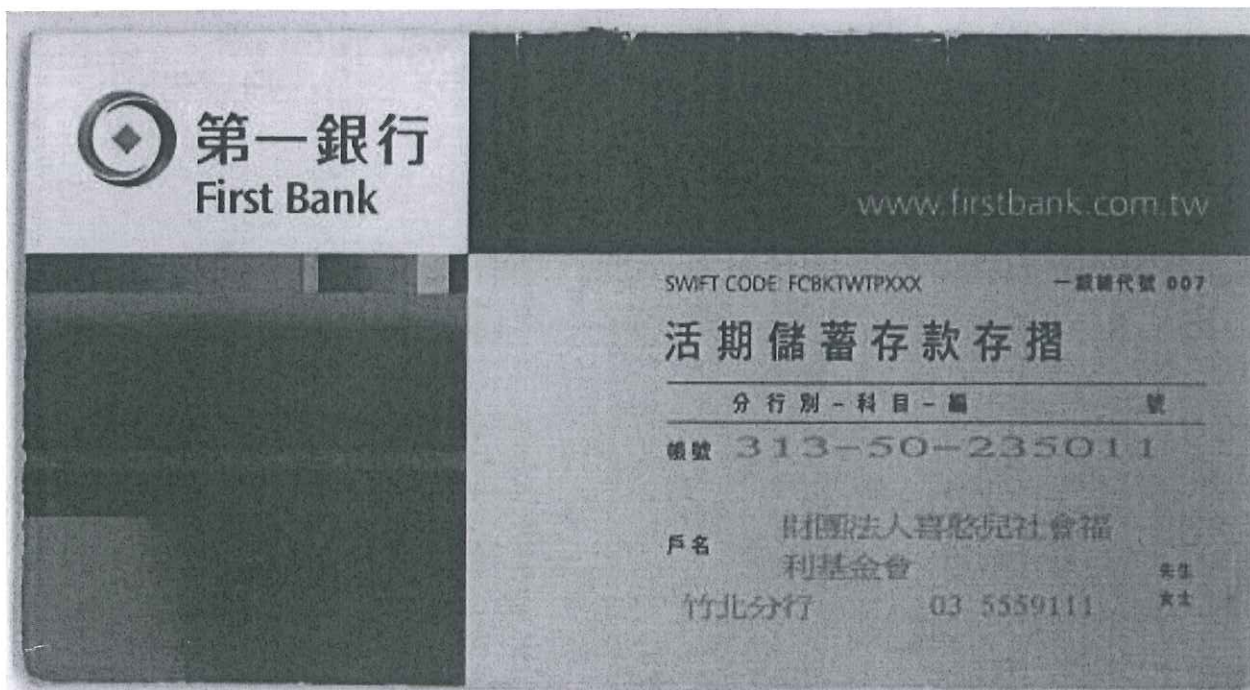 第一銀行
First Bank
www.firstbank.com.tw
SWIFT CODE: FCBKTWTPXXX 一銀總代號 007
活期儲蓄存款存摺
分行別-科目-編 號
帳號 313-50-235011
戶名 財團法人喜憨兒社會福
利基金會
先生
女士
竹北分行 03 5559111